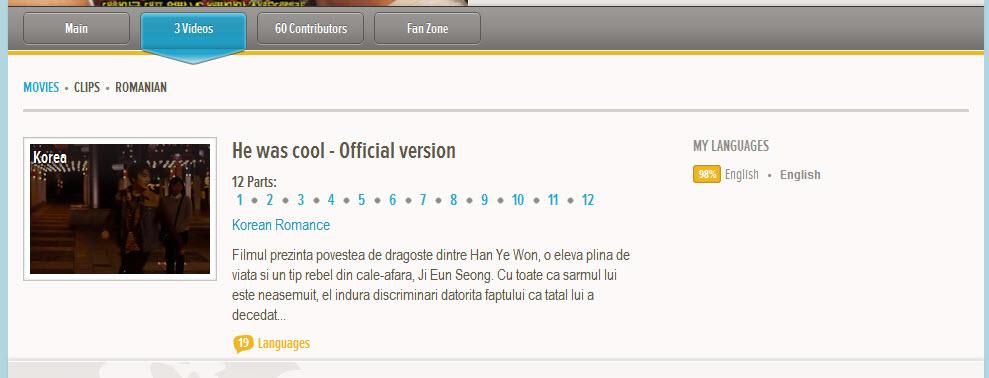 Main 3 Videos 60 Contributors Fan Zone
MOVIES • CLIPS • ROMANIAN
Korea
He was cool - Official version
12 Parts:
1 • 2 • 3 • 4 • 5 • 6 • 7 • 8 • 9 • 10 • 11 • 12
Korean Romance
Filmul prezinta povestea de dragoste dintre Han Ye Won, o eleva plina de
viata si un tip rebel din cale-afara, Ji Eun Seong. Cu toate ca sarmul lui
este neasemuit, el indura discriminari datorita faptului ca tatal lui a
decedat...
19 Languages
MY LANGUAGES
98% English • English